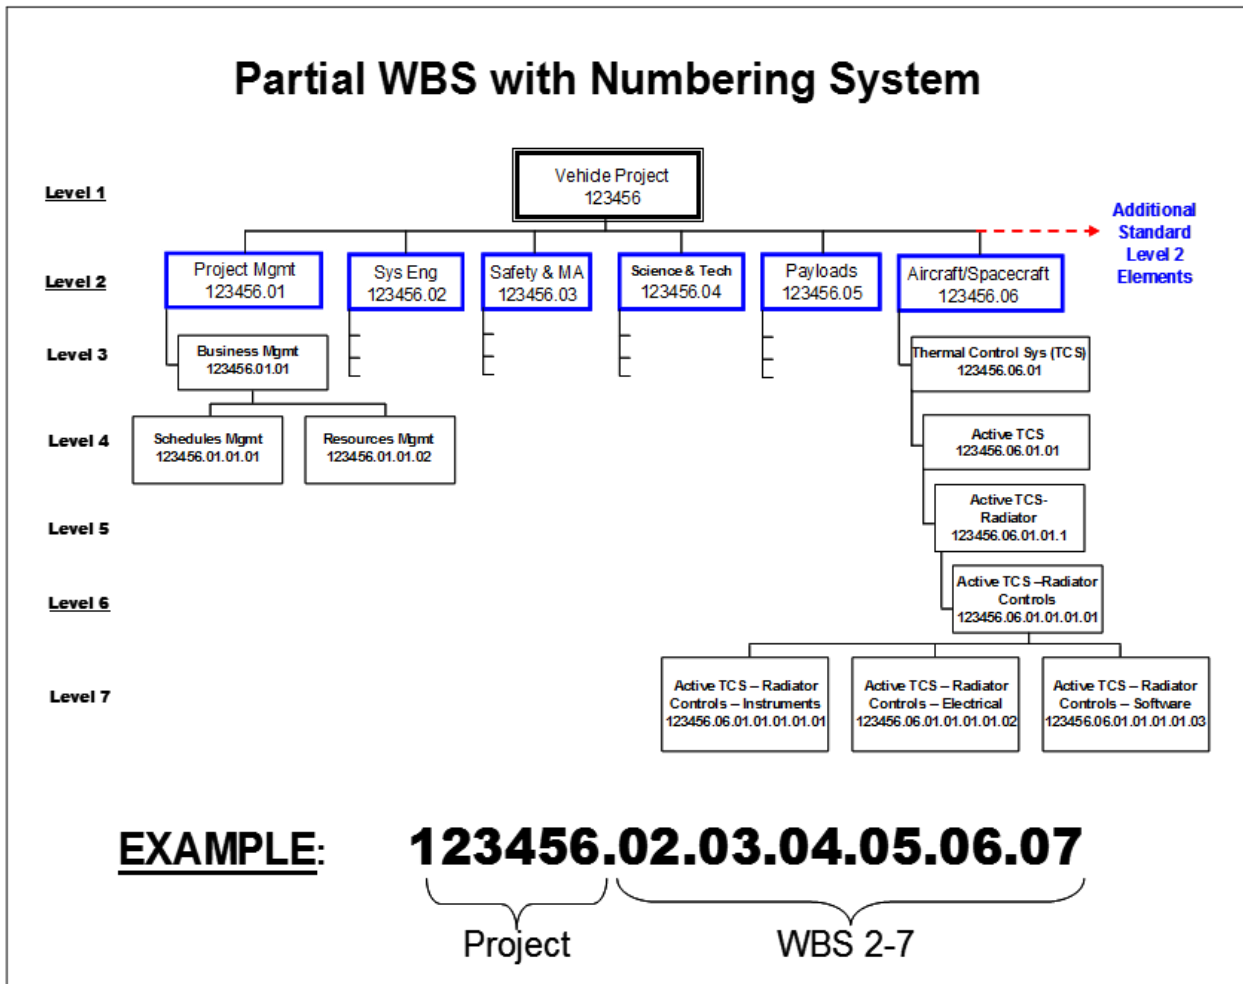 Partial WBS with Numbering System
Level 1
Vehicle Project
123456
Additional
Standard
Level 2
Elements
Level 2
Project Mgmt
123456.01
Sys Eng
123456.02
Safety & MA
123456.03
Science & Tech
123456.04
Payloads
123456.05
Aircraft/Spacecraft
123456.06
Level 3
Business Mgmt
123456.01.01
Thermal Control Sys (TCS)
123456.06.01
Level 4
Schedules Mgmt
123456.01.01.01
Resources Mgmt
123456.01.01.02
Active TCS
123456.06.01.01
Level 5
Active TCS-
Radiator
123456.06.01.01.1
Level 6
Active TCS –Radiator
Controls
123456.06.01.01.01.01
Level 7
Active TCS – Radiator
Controls – Instruments
123456.06.01.01.01.01.01
Active TCS – Radiator
Controls – Electrical
123456.06.01.01.01.01.02
Active TCS – Radiator
Controls – Software
123456.06.01.01.01.01.03
EXAMPLE:
123456.02.03.04.05.06.07
Project
WBS 2-7